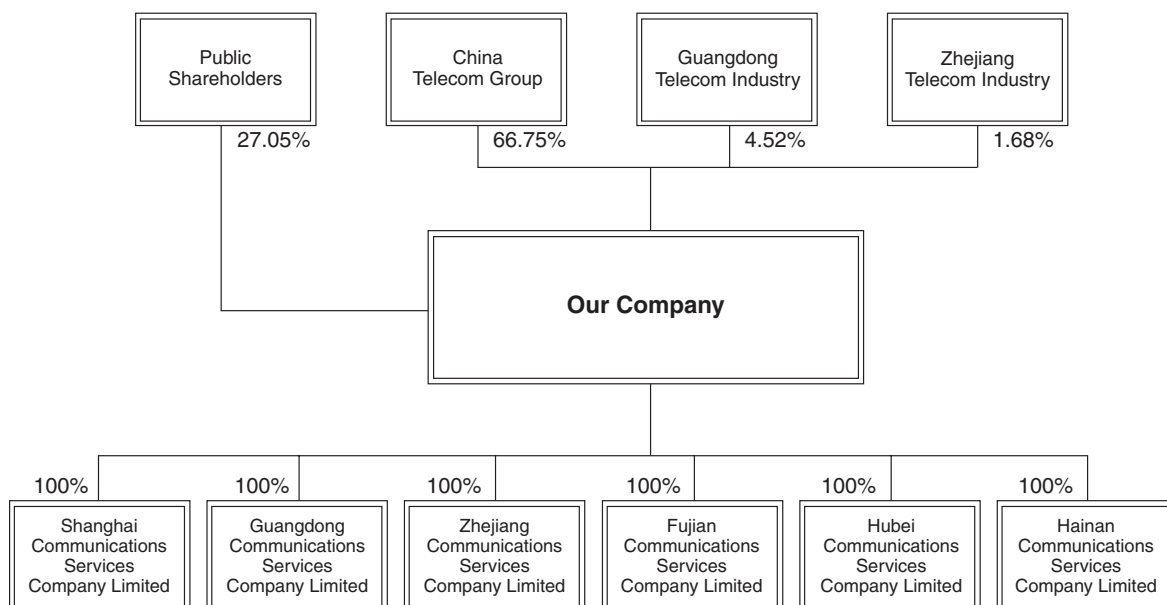 Public
Shareholders
China
Telecom Group
Guangdong
Telecom Industry
Zhejiang
Telecom Industry
27.05%
66.75%
4.52%
1.68%
Our Company
100%
100%
100%
100%
100%
100%
Shanghai
Communications
Services
Company Limited
Guangdong
Communications
Services
Company Limited
Zhejiang
Communications
Services
Company Limited
Fujian
Communications
Services
Company Limited
Hubei
Communications
Services
Company Limited
Hainan
Communications
Services
Company Limited